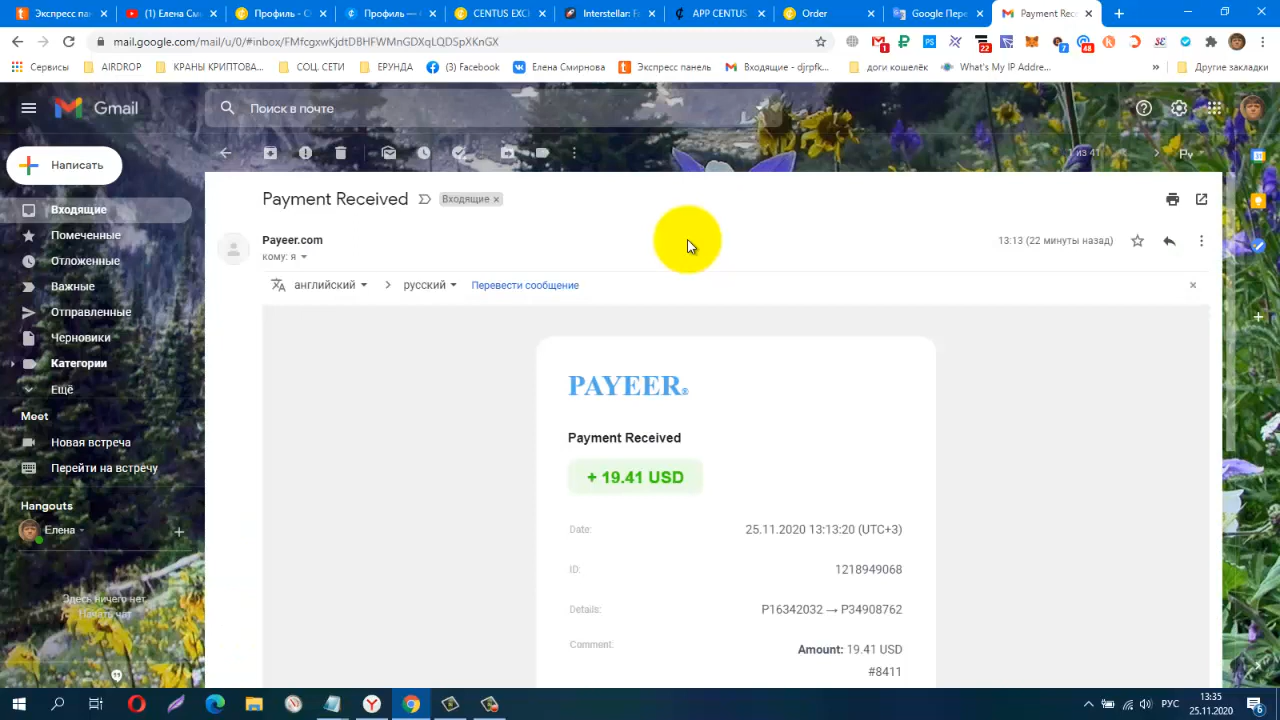 Экспрес
(5) Елена См
Профиль —
Профиль — (
CENTUS EXC
Interstellar: F
APP CENTUS
Order
Google Пере
Payment Rec
mail.google.com/mail/u/0/#inbox/FMfcgxwKjdtDBHFWMnGDXqLQDSpXKnGX
Сервисы
AIRDROP
КРАНЫ КРИПТОВА...
СОЦ. СЕТИ
ЕРУНДА
(3) Facebook
Елена Смирнова
Экспресс панель
Входящие - djrpfk...
доги кошелёк
What's My IP Addre...
»
Другие закладки
Gmail
Поиск в почте
Написать
1 из 41
Входящие
Помеченные
Отложенные
Важные
Отправленные
Черновики
Категории
Ещё
Meet
Новая встреча
Перейти на встречу
Hangouts
Елена
Здесь ничего нет.
Начать чат
Payment Received
Входящие ×
Payeer.com
13:13 (22 минуты назад)
кому: я
английский
русский
Перевести сообщение
PAYEER®
Payment Received
+ 19.41 USD
Date:
25.11.2020 13:13:20 (UTC+3)
ID:
1218949068
Details:
P16342032 → P34908762
Comment:
Amount: 19.41 USD
#8411
РУС
13:35
25.11.2020